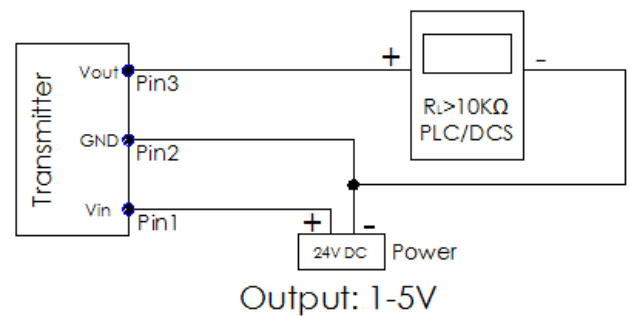 Transmitter
Vout
Pin3
GND
Pin2
Vin
Pin1
+
-
RL>10KΩ
PLC/DCS
+
-
24V DC
Power
Output: 1-5V